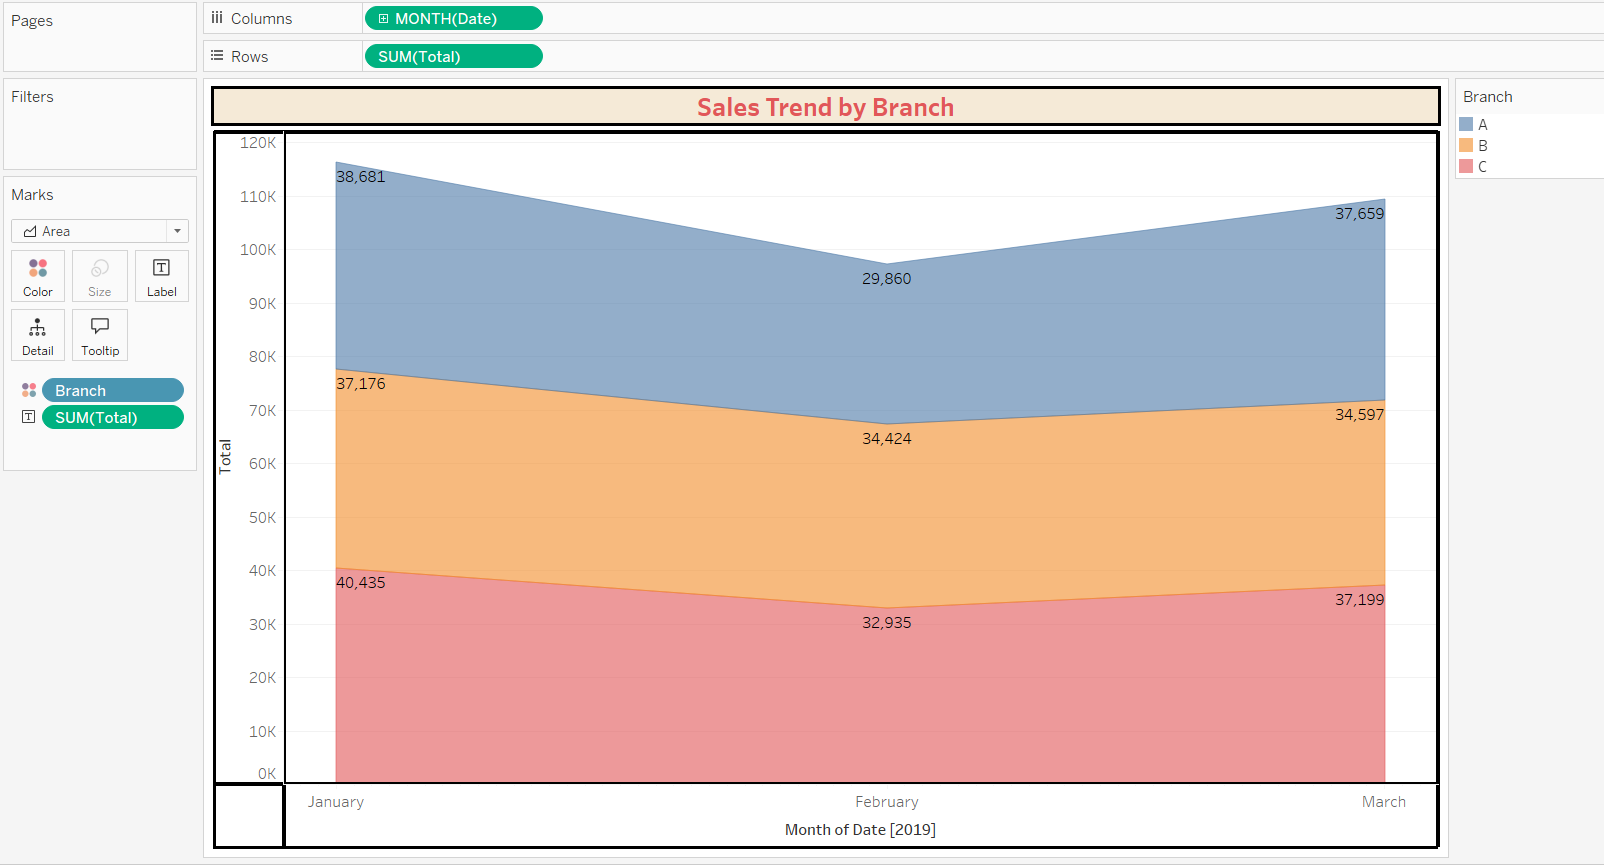 Pages
Columns
MONTH(Date)
Rows
SUM(Total)
Filters
Marks
Area
Color
Size
Label
Detail
Tooltip
Branch
SUM(Total)
Sales Trend by Branch
Total
120K
110K
100K
90K
80K
70K
60K
50K
40K
30K
20K
10K
0K
38,681
29,860
37,659
37,176
34,424
34,597
40,435
32,935
37,199
January
February
March
Month of Date [2019]
Branch
A
B
C